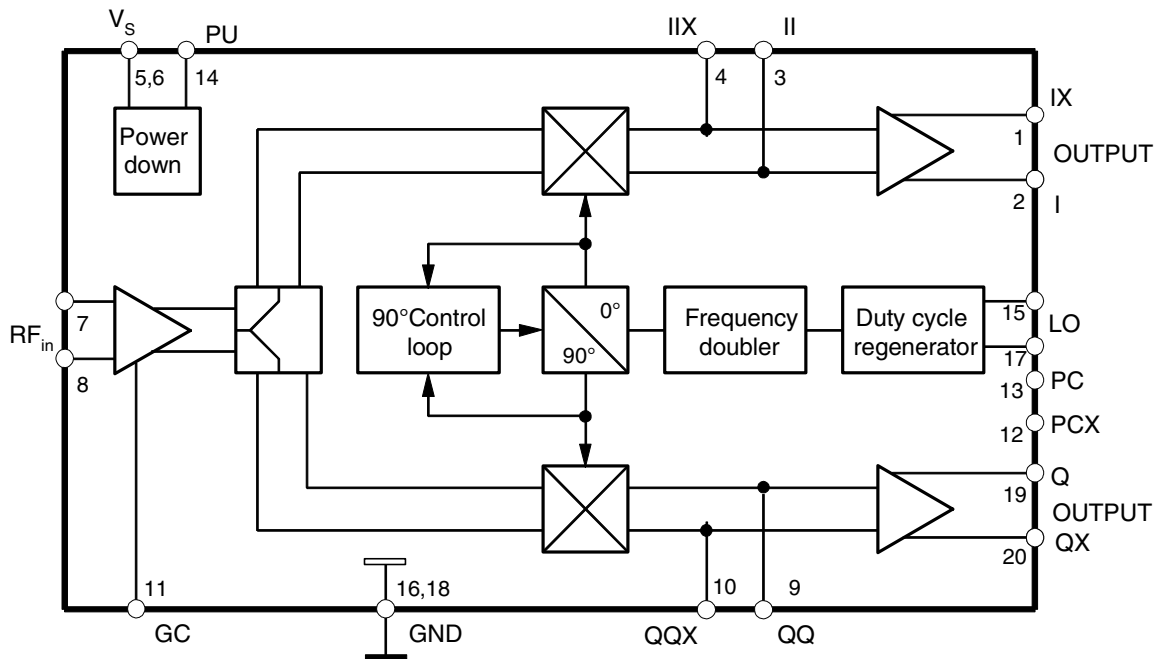 V_S
PU
IIX
II
5,6
14
4
3
Power
down
IX
1
OUTPUT
2
I
RF_in
7
8
90°Control
loop
0°
90°
Frequency
doubler
Duty cycle
regenerator
15
LO
17
13
PC
12
PCX
Q
19
OUTPUT
QX
20
11
16,18
10
9
GC
GND
QQX
QQ